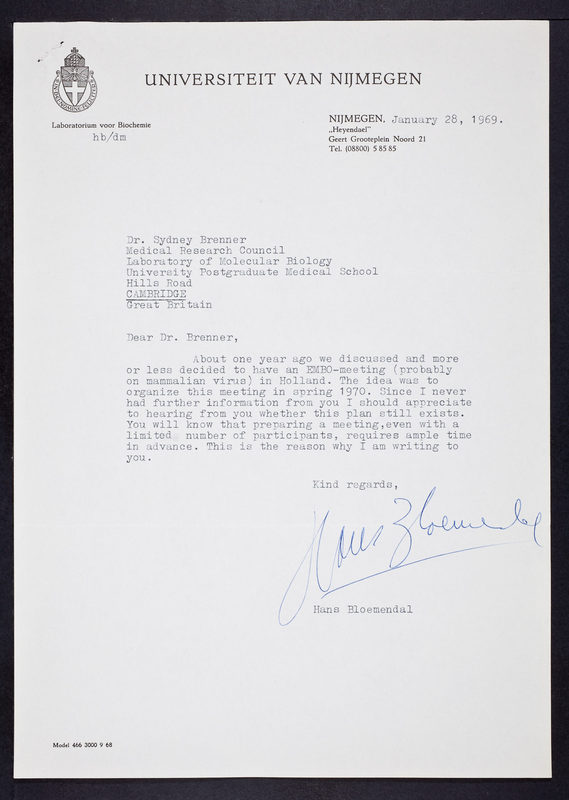 UNIVERSITEIT VAN NIJMEGEN
Laboratorium voor Biochemie
hb/dm
NIJMEGEN, January 28, 1969.
„Heyendael"
Geert Grooteplein Noord 21
Tel. (08800) 5 85 85
Dr. Sydney Brenner
Medical Research Council
Laboratory of Molecular Biology
University Postgraduate Medical School
Hills Road
CAMBRIDGE
Great Britain
Dear Dr. Brenner,
About one year ago we discussed and more
or less decided to have an EMBO-meeting (probably
on mammalian virus) in Holland. The idea was to
organize this meeting in spring 1970. Since I never
had further information from you I should appreciate
to hearing from you whether this plan still exists.
You will know that preparing a meeting,even with a
limited number of participants, requires ample time
in advance. This is the reason why I am writing to
you.
Kind regards,
Hans Bloemendal
Hans Bloemendal
Model 466 3000 9 68